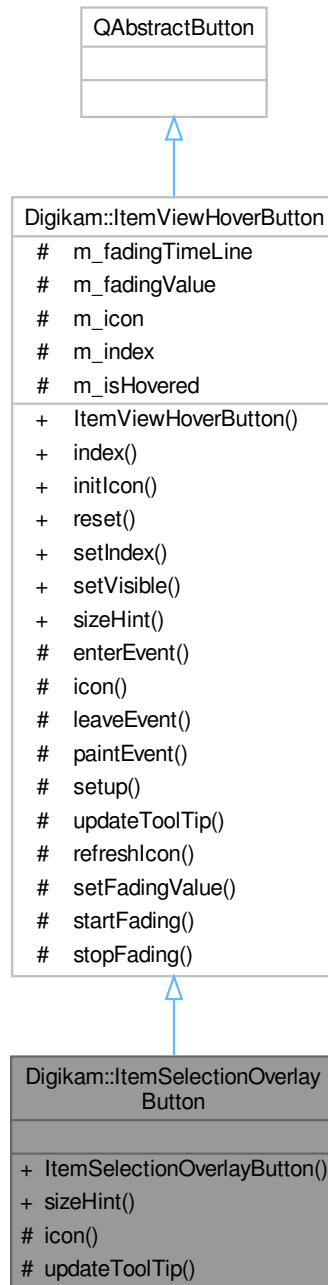 QAbstractButton
Digikam::ItemViewHoverButton
# m_fadingTimeLine
# m_fadingValue
# m_icon
# m_index
# m_isHovered
+ ItemViewHoverButton()
+ index()
+ initIcon()
+ reset()
+ setIndex()
+ setVisible()
+ sizeHint()
# enterEvent()
# icon()
# leaveEvent()
# paintEvent()
# setup()
# updateToolTip()
# refreshIcon()
# setFadingValue()
# startFading()
# stopFading()
Digikam::ItemSelectionOverlay
Button
+ ItemSelectionOverlayButton()
+ sizeHint()
# icon()
# updateToolTip()